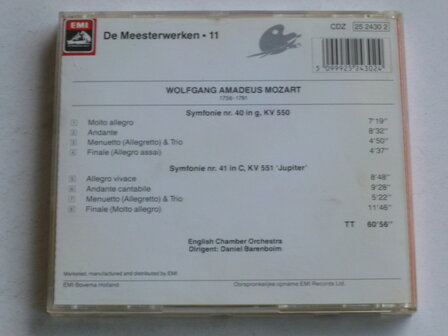 EMI
De Meesterwerken • 11
CDZ 25 2430 2
5 099925 243024
WOLFGANG AMADEUS MOZART
1756-1791
Symfonie nr. 40 in g, KV 550
1 Molto allegro 7'19"
2 Andante 8'32"
3 Menuetto (Allegretto) & Trio 4'50"
4 Finale (Allegro assai) 4'37"
Symfonie nr. 41 in C, KV 551 'Jupiter'
5 Allegro vivace 8'48"
6 Andante cantabile 9'28"
7 Menuetto (Allegretto) & Trio 5'22"
8 Finale (Molto allegro) 11'46"
TT 60'56"
English Chamber Orchestra
Dirigent: Daniel Barenboim
Marketed, manufactured and distributed by EMI
EMI Bovema Holland Oorspronkelijke opname EMI Records Ltd.